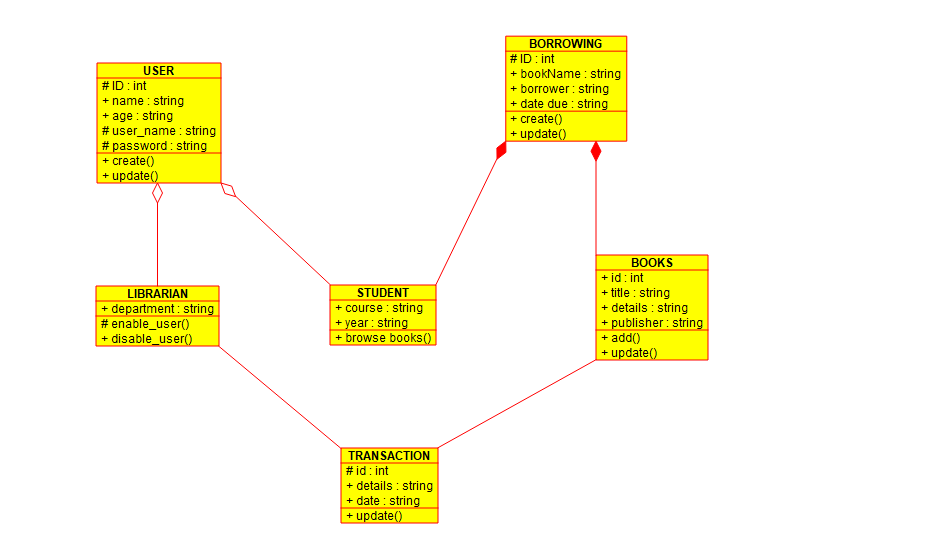 USER
# ID : int
+ name : string
+ age : string
# user_name : string
# password : string
+ create()
+ update()
BORROWING
# ID : int
+ bookName : string
+ borrower : string
+ date due : string
+ create()
+ update()
LIBRARIAN
+ department : string
# enable_user()
+ disable_user()
STUDENT
+ course : string
+ year : string
+ browse books()
BOOKS
+ id : int
+ title : string
+ details : string
+ publisher : string
+ add()
+ update()
TRANSACTION
# id : int
+ details : string
+ date : string
+ update()